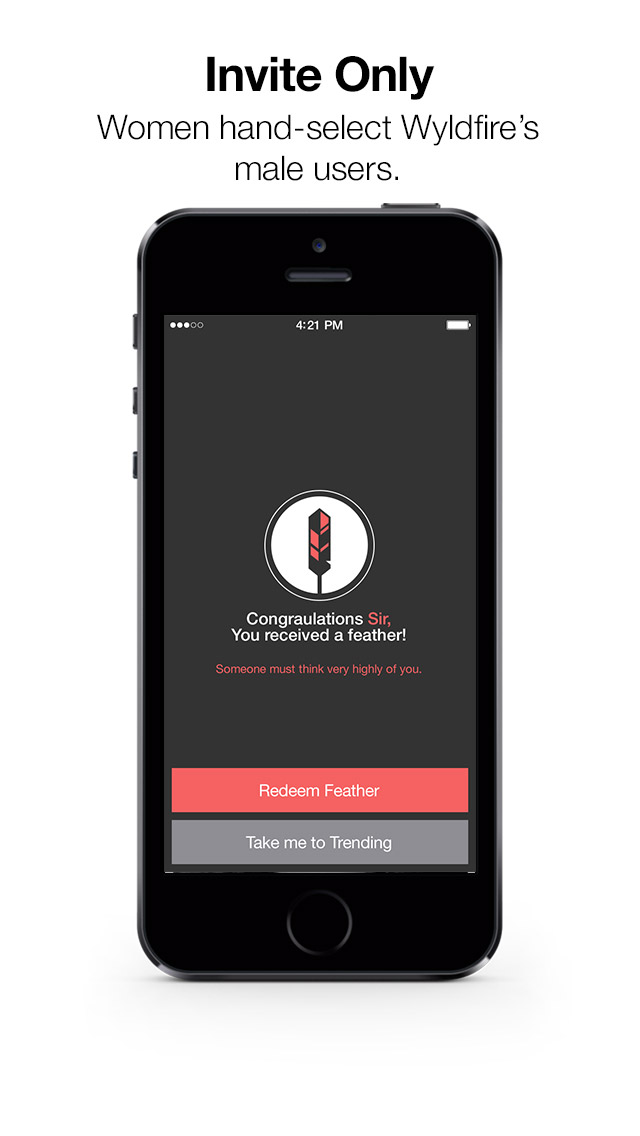 Invite Only
Women hand-select Wyldfire's
male users.
4:21 PM
Congraulations Sir,
You received a feather!
Someone must think very highly of you.
Redeem Feather
Take me to Trending